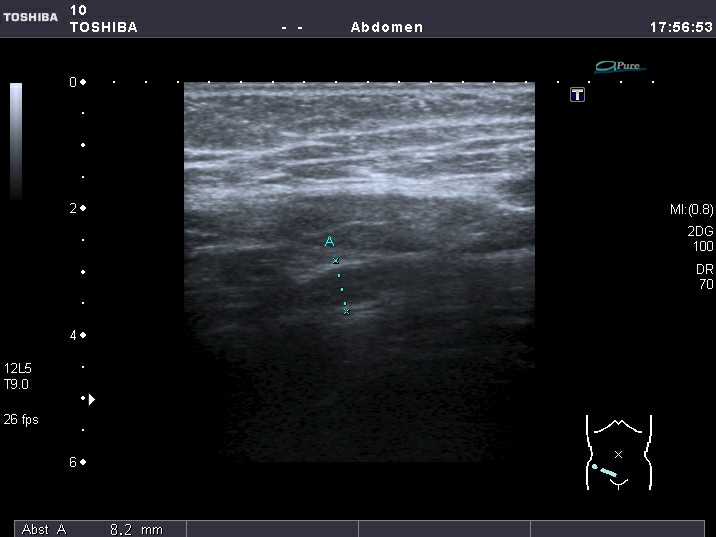 TOSHIBA
10
TOSHIBA
- -
Abdomen
17:56:53
aPure
T
0
2
4
6
A
MI:(0.8)
2DG
100
DR
70
12L5
T9.0
26 fps
Abst A 8.2 mm